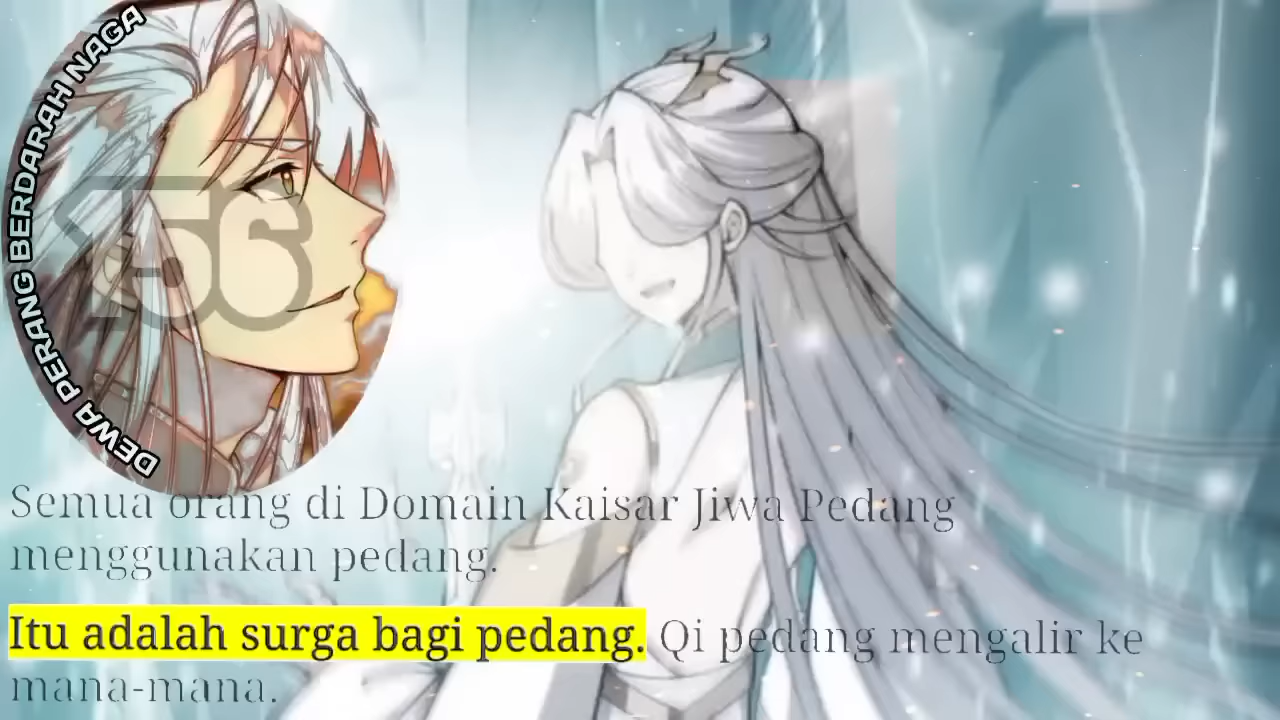 DEWA PERANG BERDARAH NAGA
156
Semua orang di Domain Kaisar Jiwa Pedang
menggunakan pedang.
Itu adalah surga bagi pedang. Qi pedang mengalir ke
mana-mana.